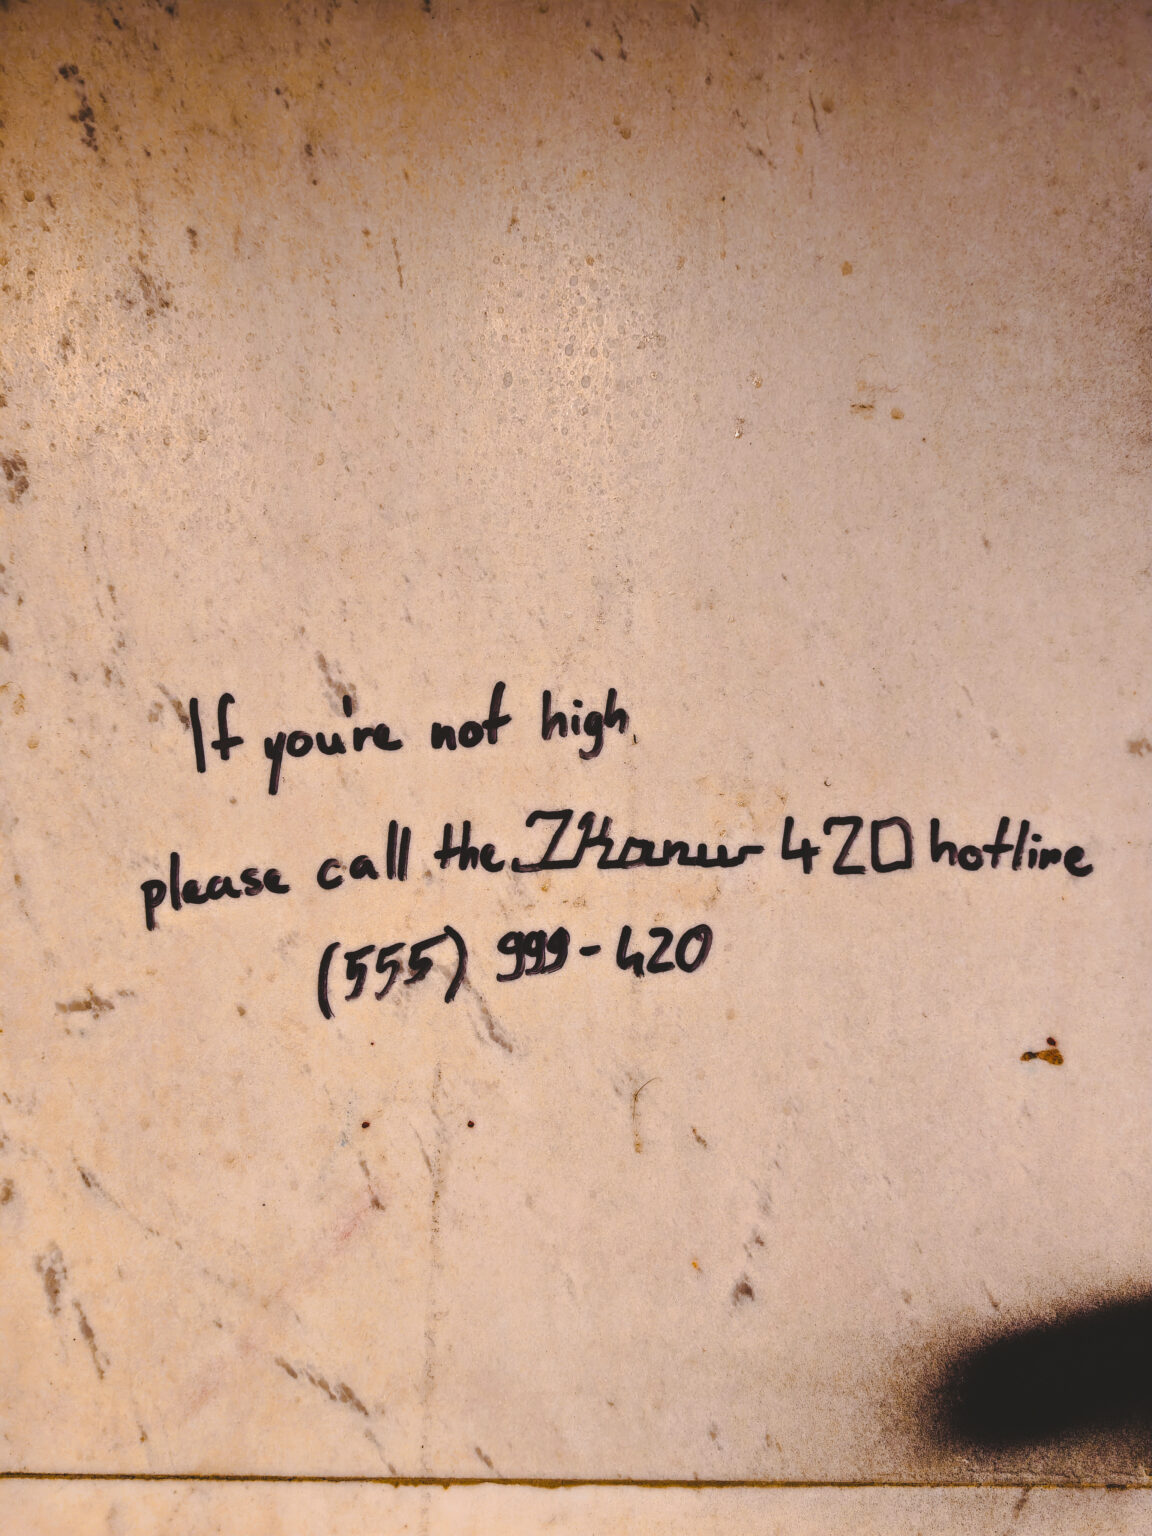 If you're not high
please call the 420 hotline
(555) 999-420